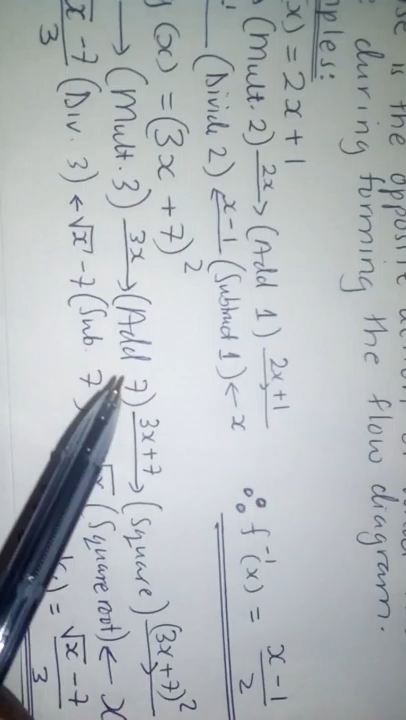 is the opposite
during forming the flow diagram.
x) = 2x + 1
(Mult. 2) —2x→ (Add 1) —2x+1
(Divide 2) ←x-1— (Subtract 1) ← x ∴ f⁻¹(x) = x-1/2
(x) = (3x + 7)²
→ (Mult. 3) —3x→ (Add 7) —3x+7→ (Square) —(3x+7)²
√x - 7/3 (Div. 3) ← √x - 7 (Sub. 7) √x (Square root) ← x
= √x - 7/3